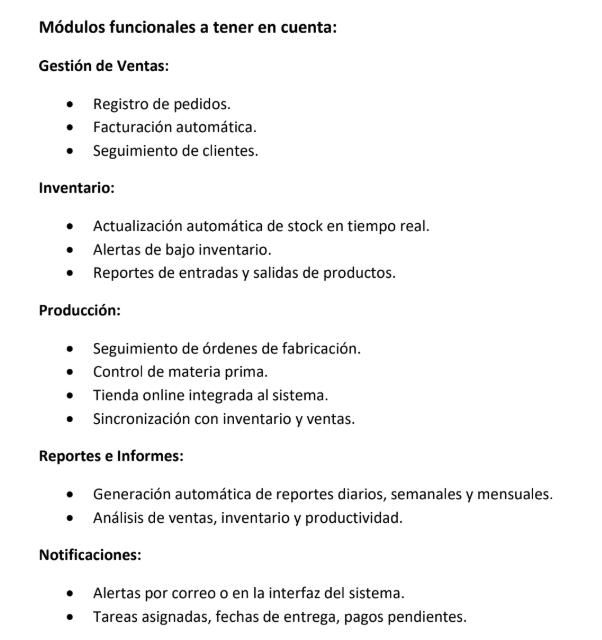 Módulos funcionales a tener en cuenta:
Gestión de Ventas:
• Registro de pedidos.
• Facturación automática.
• Seguimiento de clientes.
Inventario:
• Actualización automática de stock en tiempo real.
• Alertas de bajo inventario.
• Reportes de entradas y salidas de productos.
Producción:
• Seguimiento de órdenes de fabricación.
• Control de materia prima.
• Tienda online integrada al sistema.
• Sincronización con inventario y ventas.
Reportes e Informes:
• Generación automática de reportes diarios, semanales y mensuales.
• Análisis de ventas, inventario y productividad.
Notificaciones:
• Alertas por correo o en la interfaz del sistema.
• Tareas asignadas, fechas de entrega, pagos pendientes.